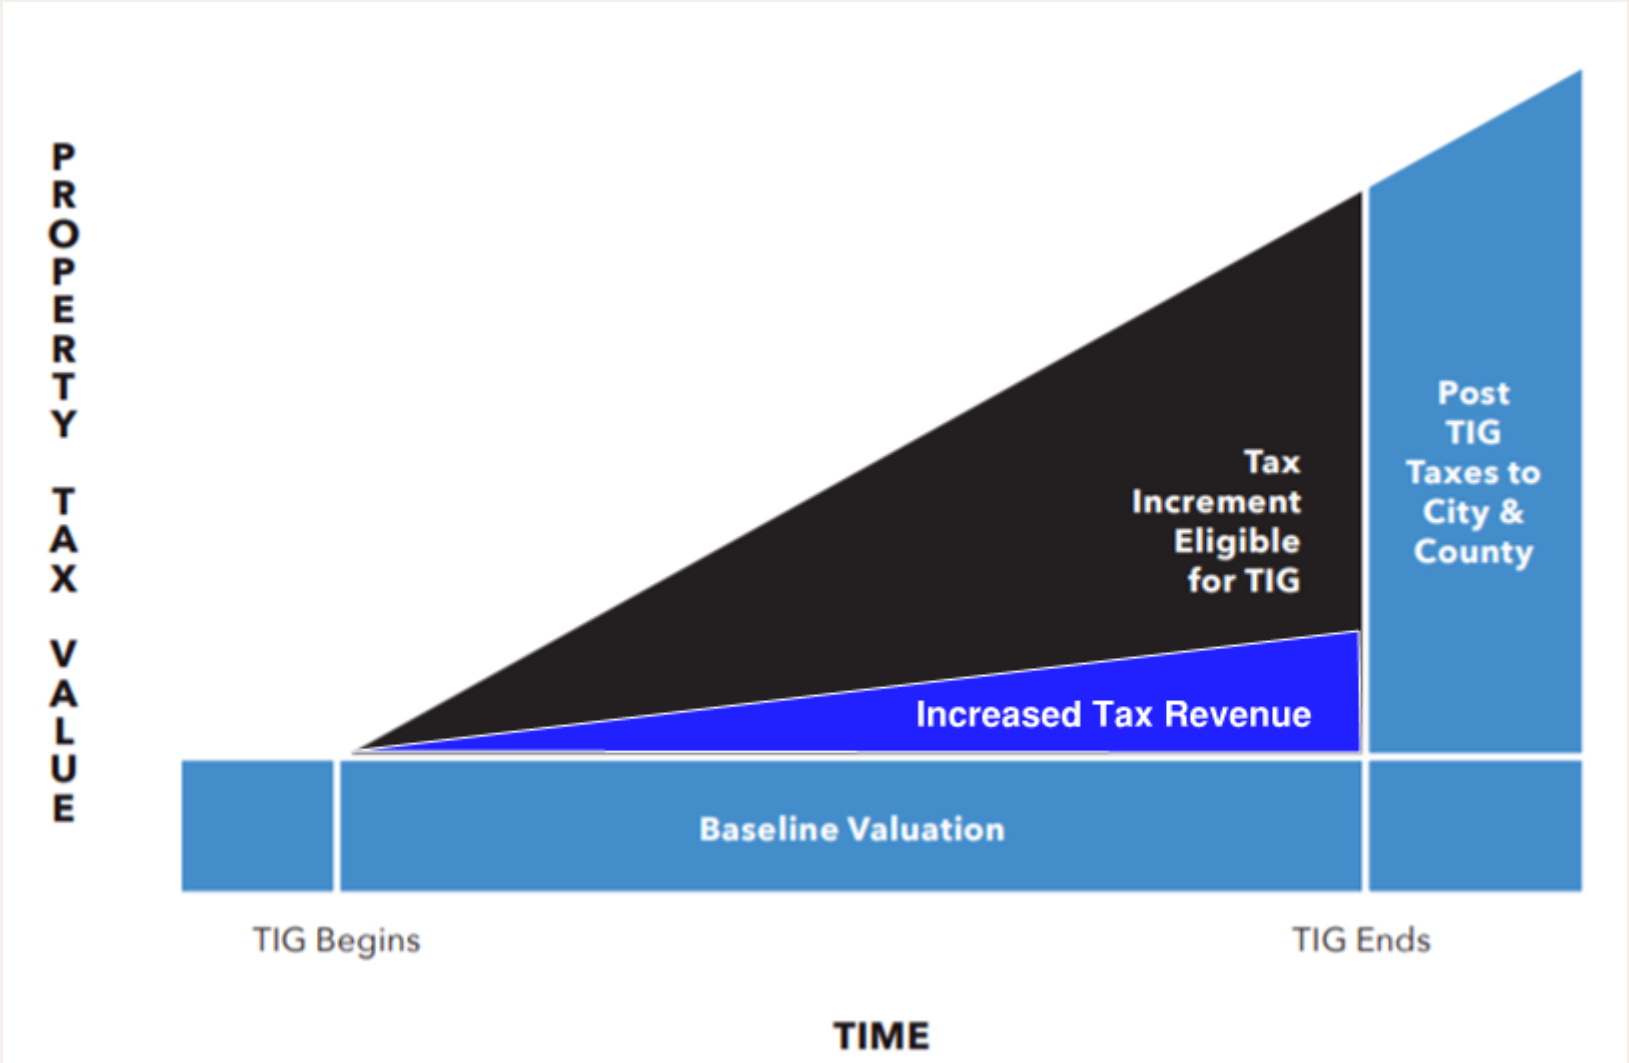 PROPERTY TAX VALUE
Tax
Increment
Eligible
for TIG
Post
TIG
Taxes to
City &
County
Increased Tax Revenue
Baseline Valuation
TIG Begins
TIG Ends
TIME